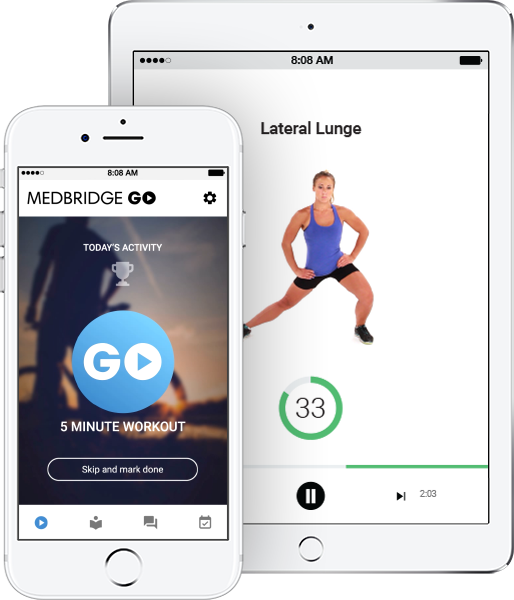 8:08 AM
Lateral Lunge
33
2:03
8:08 AM
MEDBRIDGE GO
TODAY'S ACTIVITY
GO
5 MINUTE WORKOUT
Skip and mark done